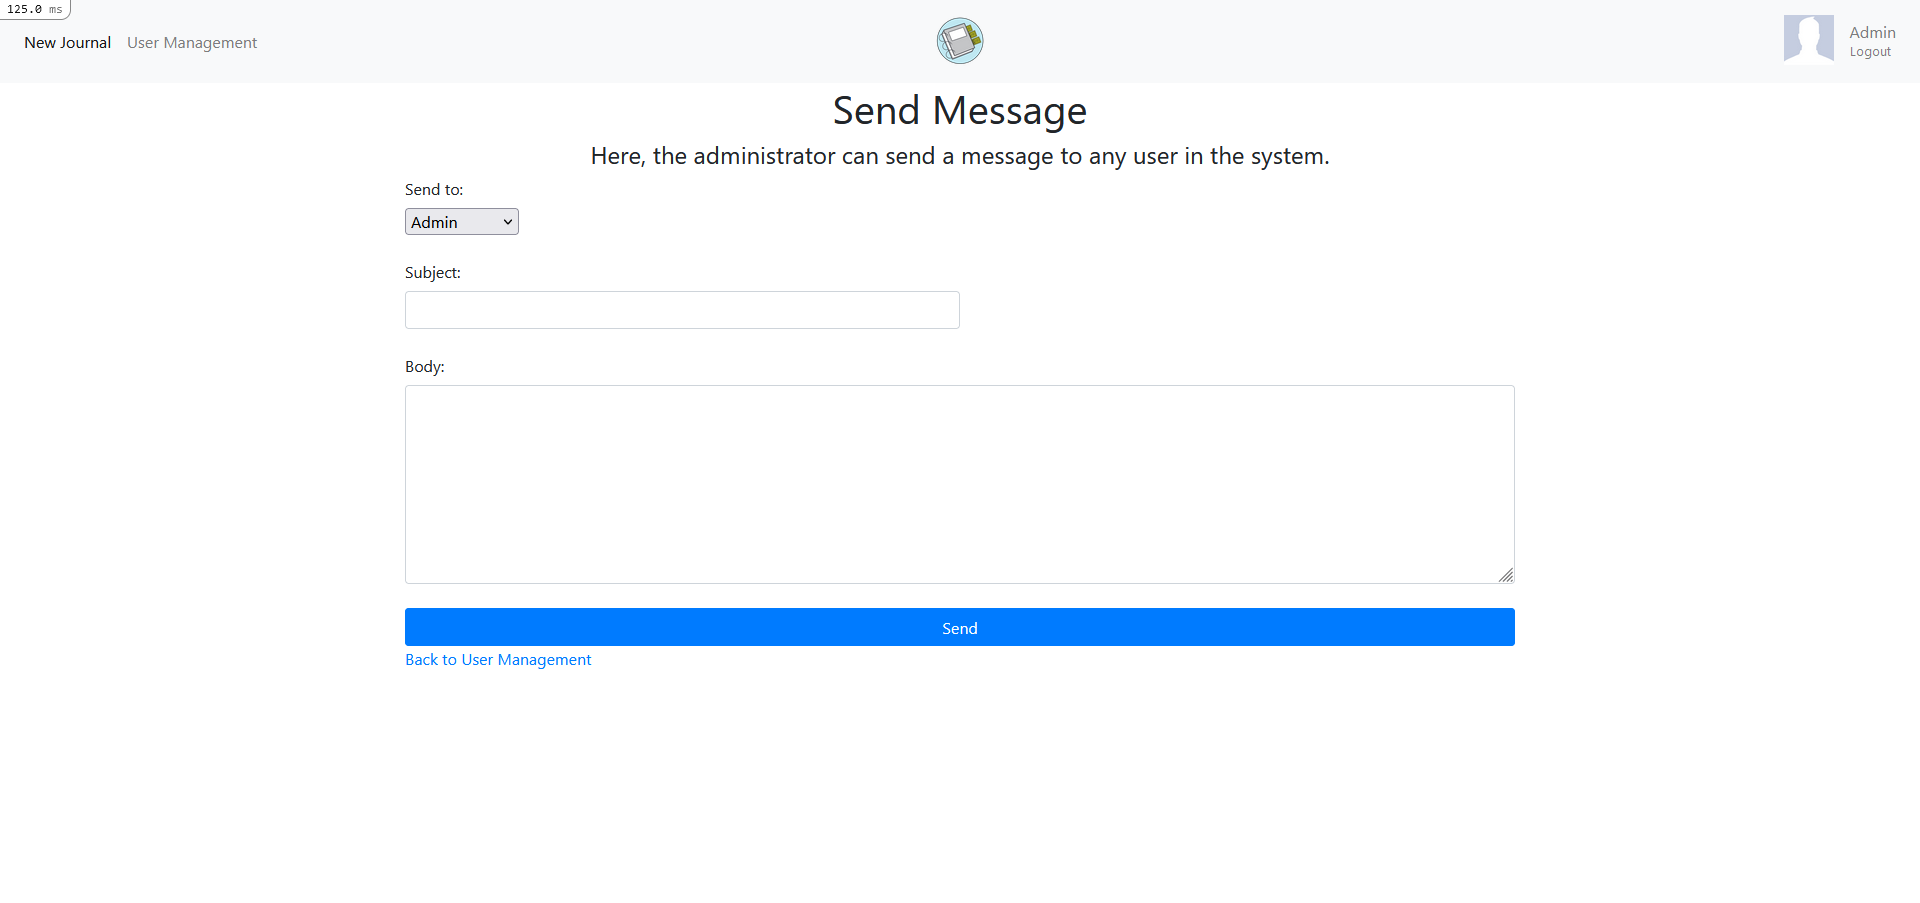 125.0 ms
New Journal User Management
Admin
Logout
Send Message
Here, the administrator can send a message to any user in the system.
Send to:
Admin
Subject:
Body:
Send
Back to User Management